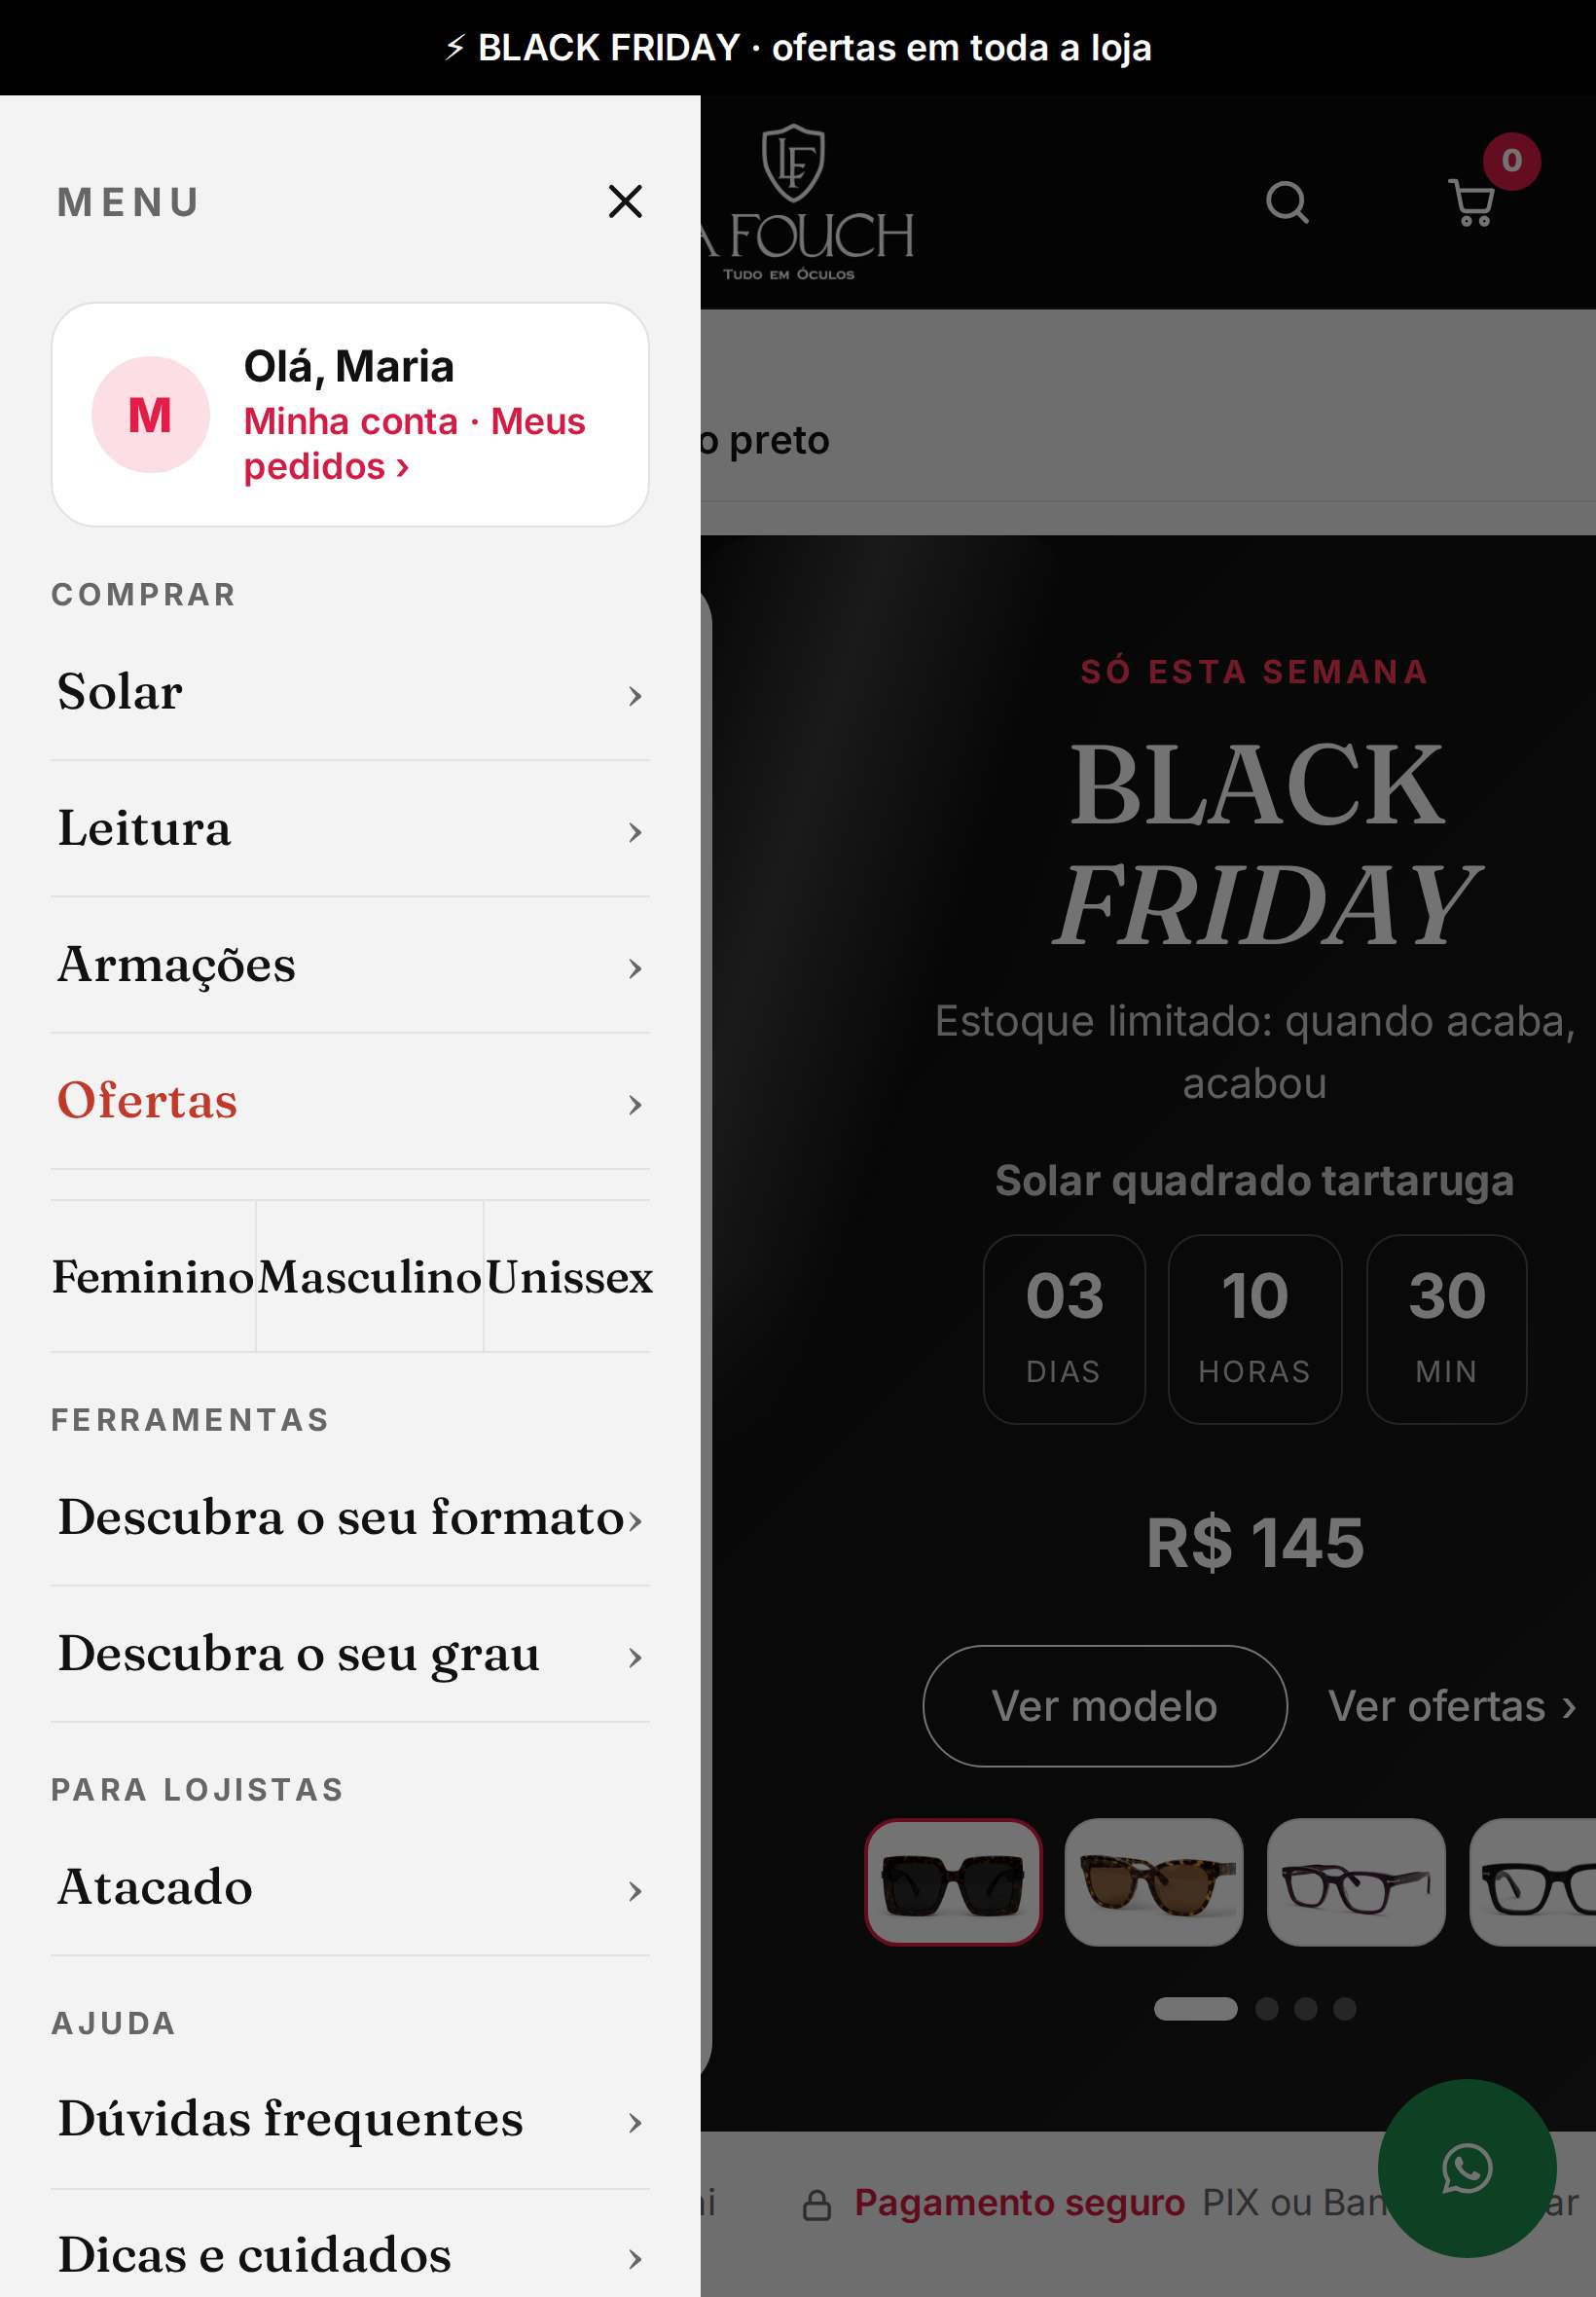 ⚡ BLACK FRIDAY · ofertas em toda a loja
MENU
FOUCH
TUDO EM ÓCULOS
0
M
Olá, Maria
Minha conta · Meus
pedidos ›
preto
COMPRAR
Solar ›
Leitura ›
Armações ›
Ofertas ›
Feminino Masculino Unissex
FERRAMENTAS
Descubra o seu formato ›
Descubra o seu grau ›
PARA LOJISTAS
Atacado ›
AJUDA
Dúvidas frequentes ›
Dicas e cuidados ›
SÓ ESTA SEMANA
BLACK
FRIDAY
Estoque limitado: quando acaba,
acabou
Solar quadrado tartaruga
03 10 30
DIAS HORAS MIN
R$ 145
Ver modelo Ver ofertas ›
Pagamento seguro PIX ou